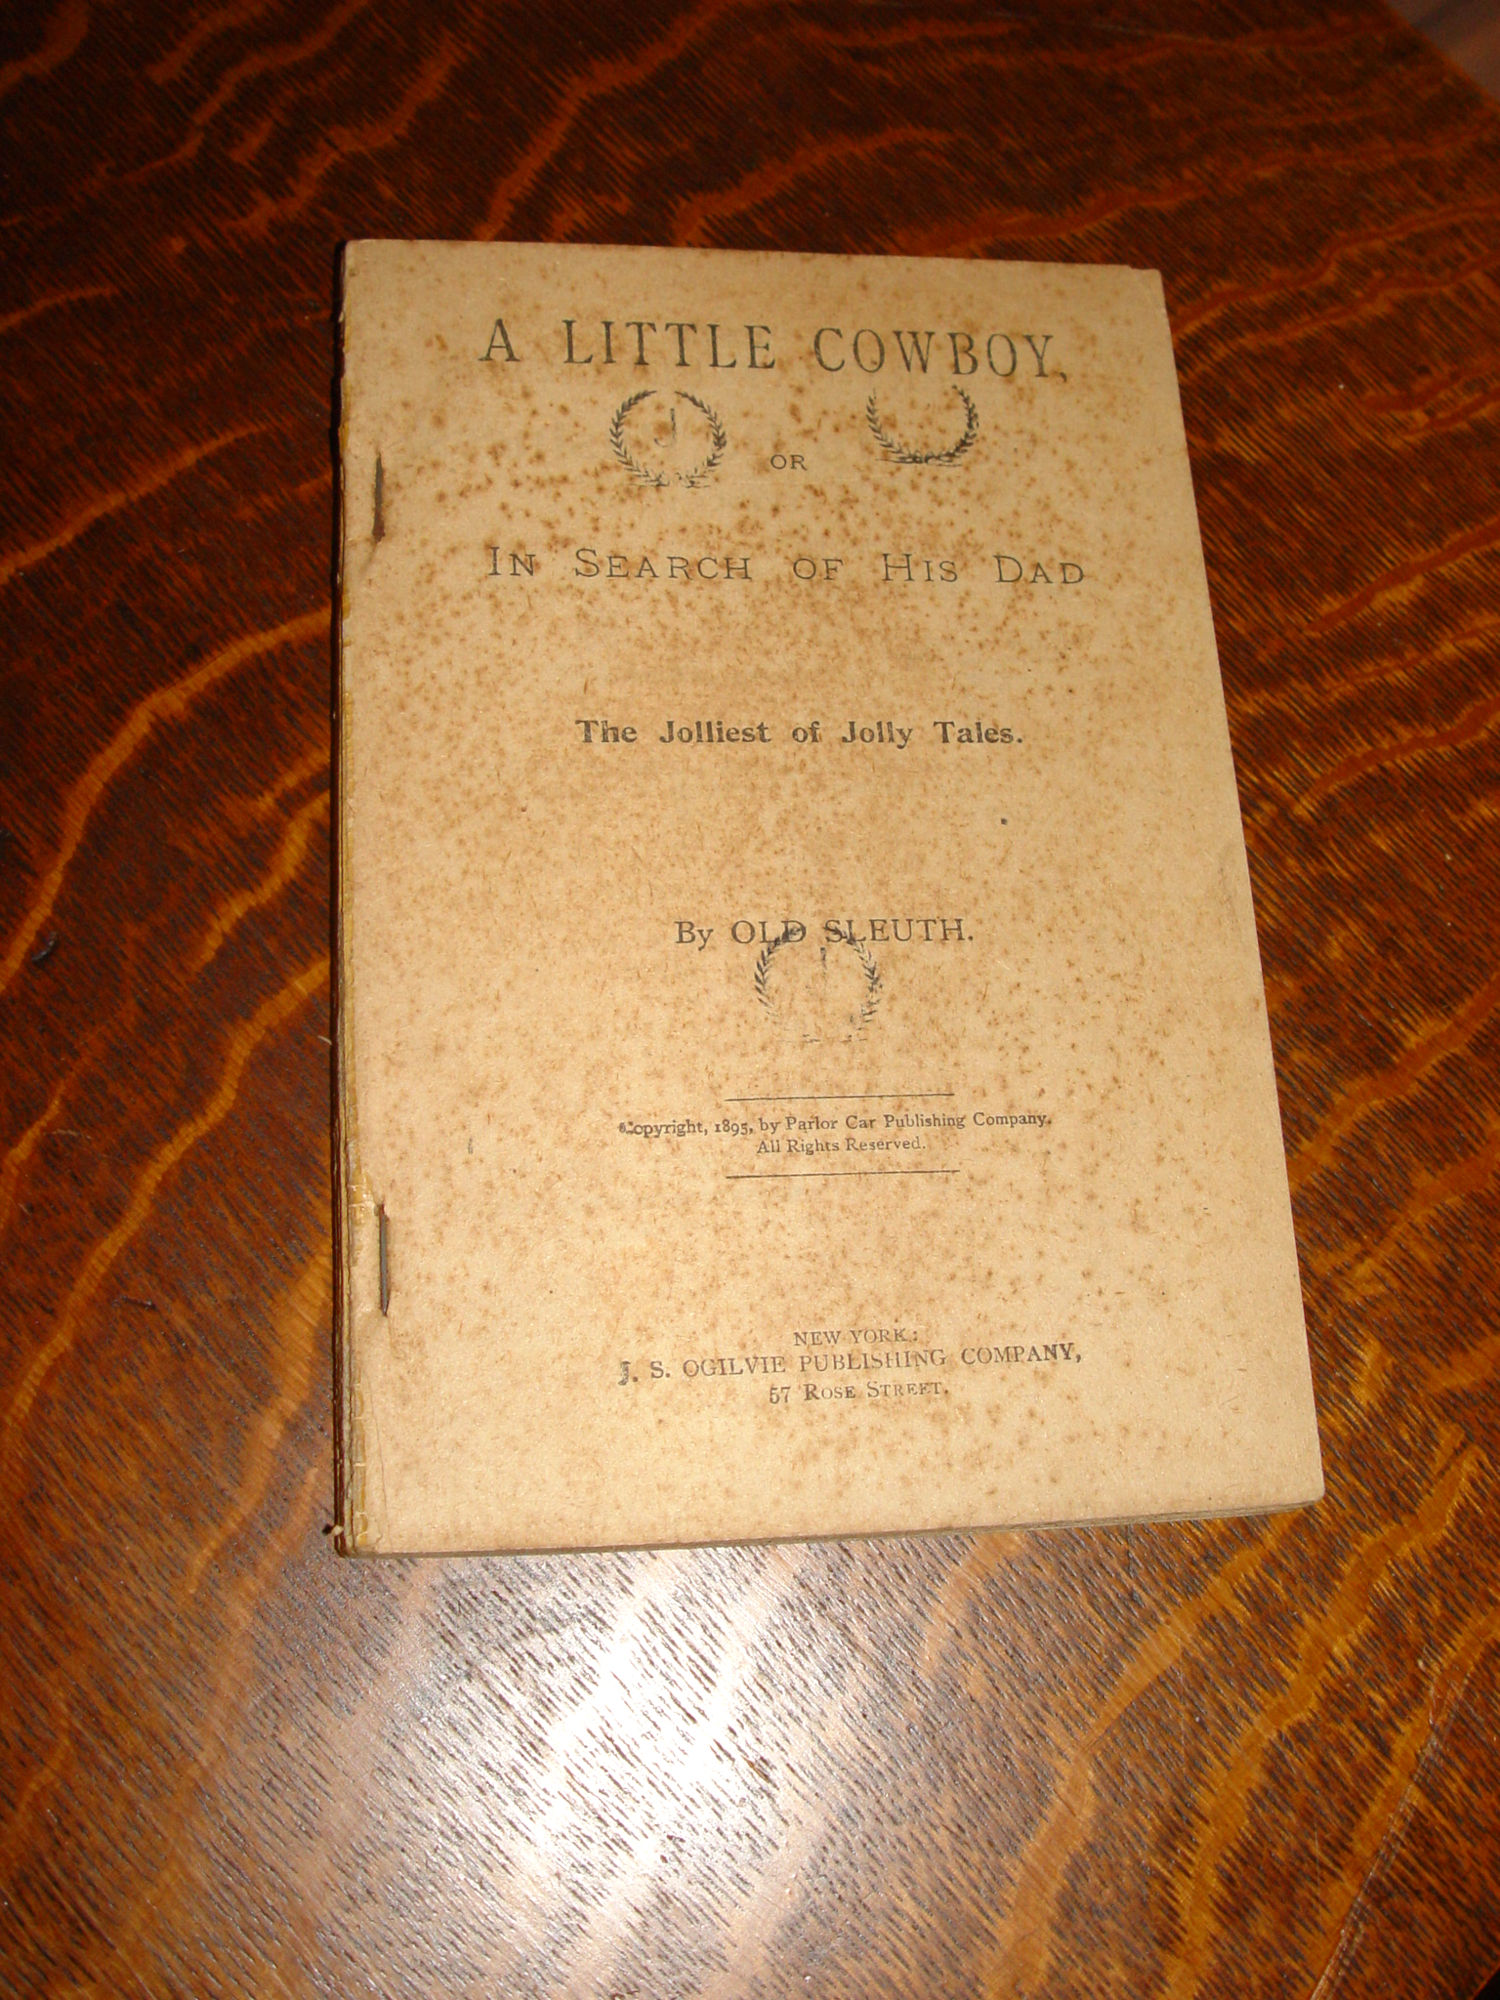 A LITTLE COWBOY,
J
OR
IN SEARCH OF HIS DAD
The Jolliest of Jolly Tales.
By OLD SLEUTH.
Copyright, 1895, by Parlor Car Publishing Company.
All Rights Reserved.
NEW YORK:
J. S. OGILVIE PUBLISHING COMPANY,
57 ROSE STREET.